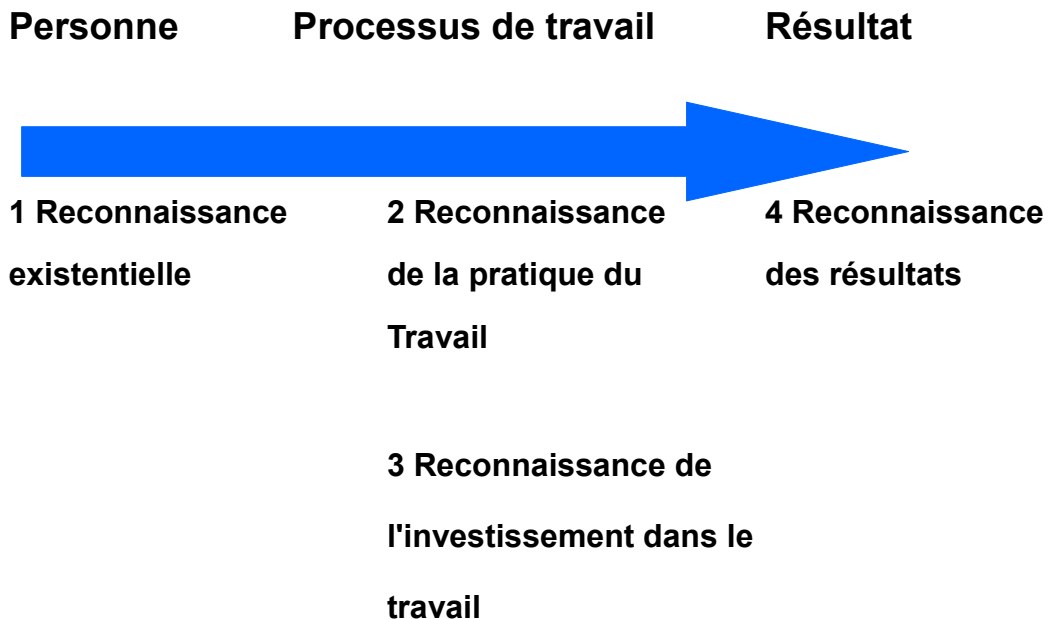 Personne Processus de travail Résultat
1 Reconnaissance
existentielle
2 Reconnaissance
de la pratique du
Travail
3 Reconnaissance de
l'investissement dans le
travail
4 Reconnaissance
des résultats